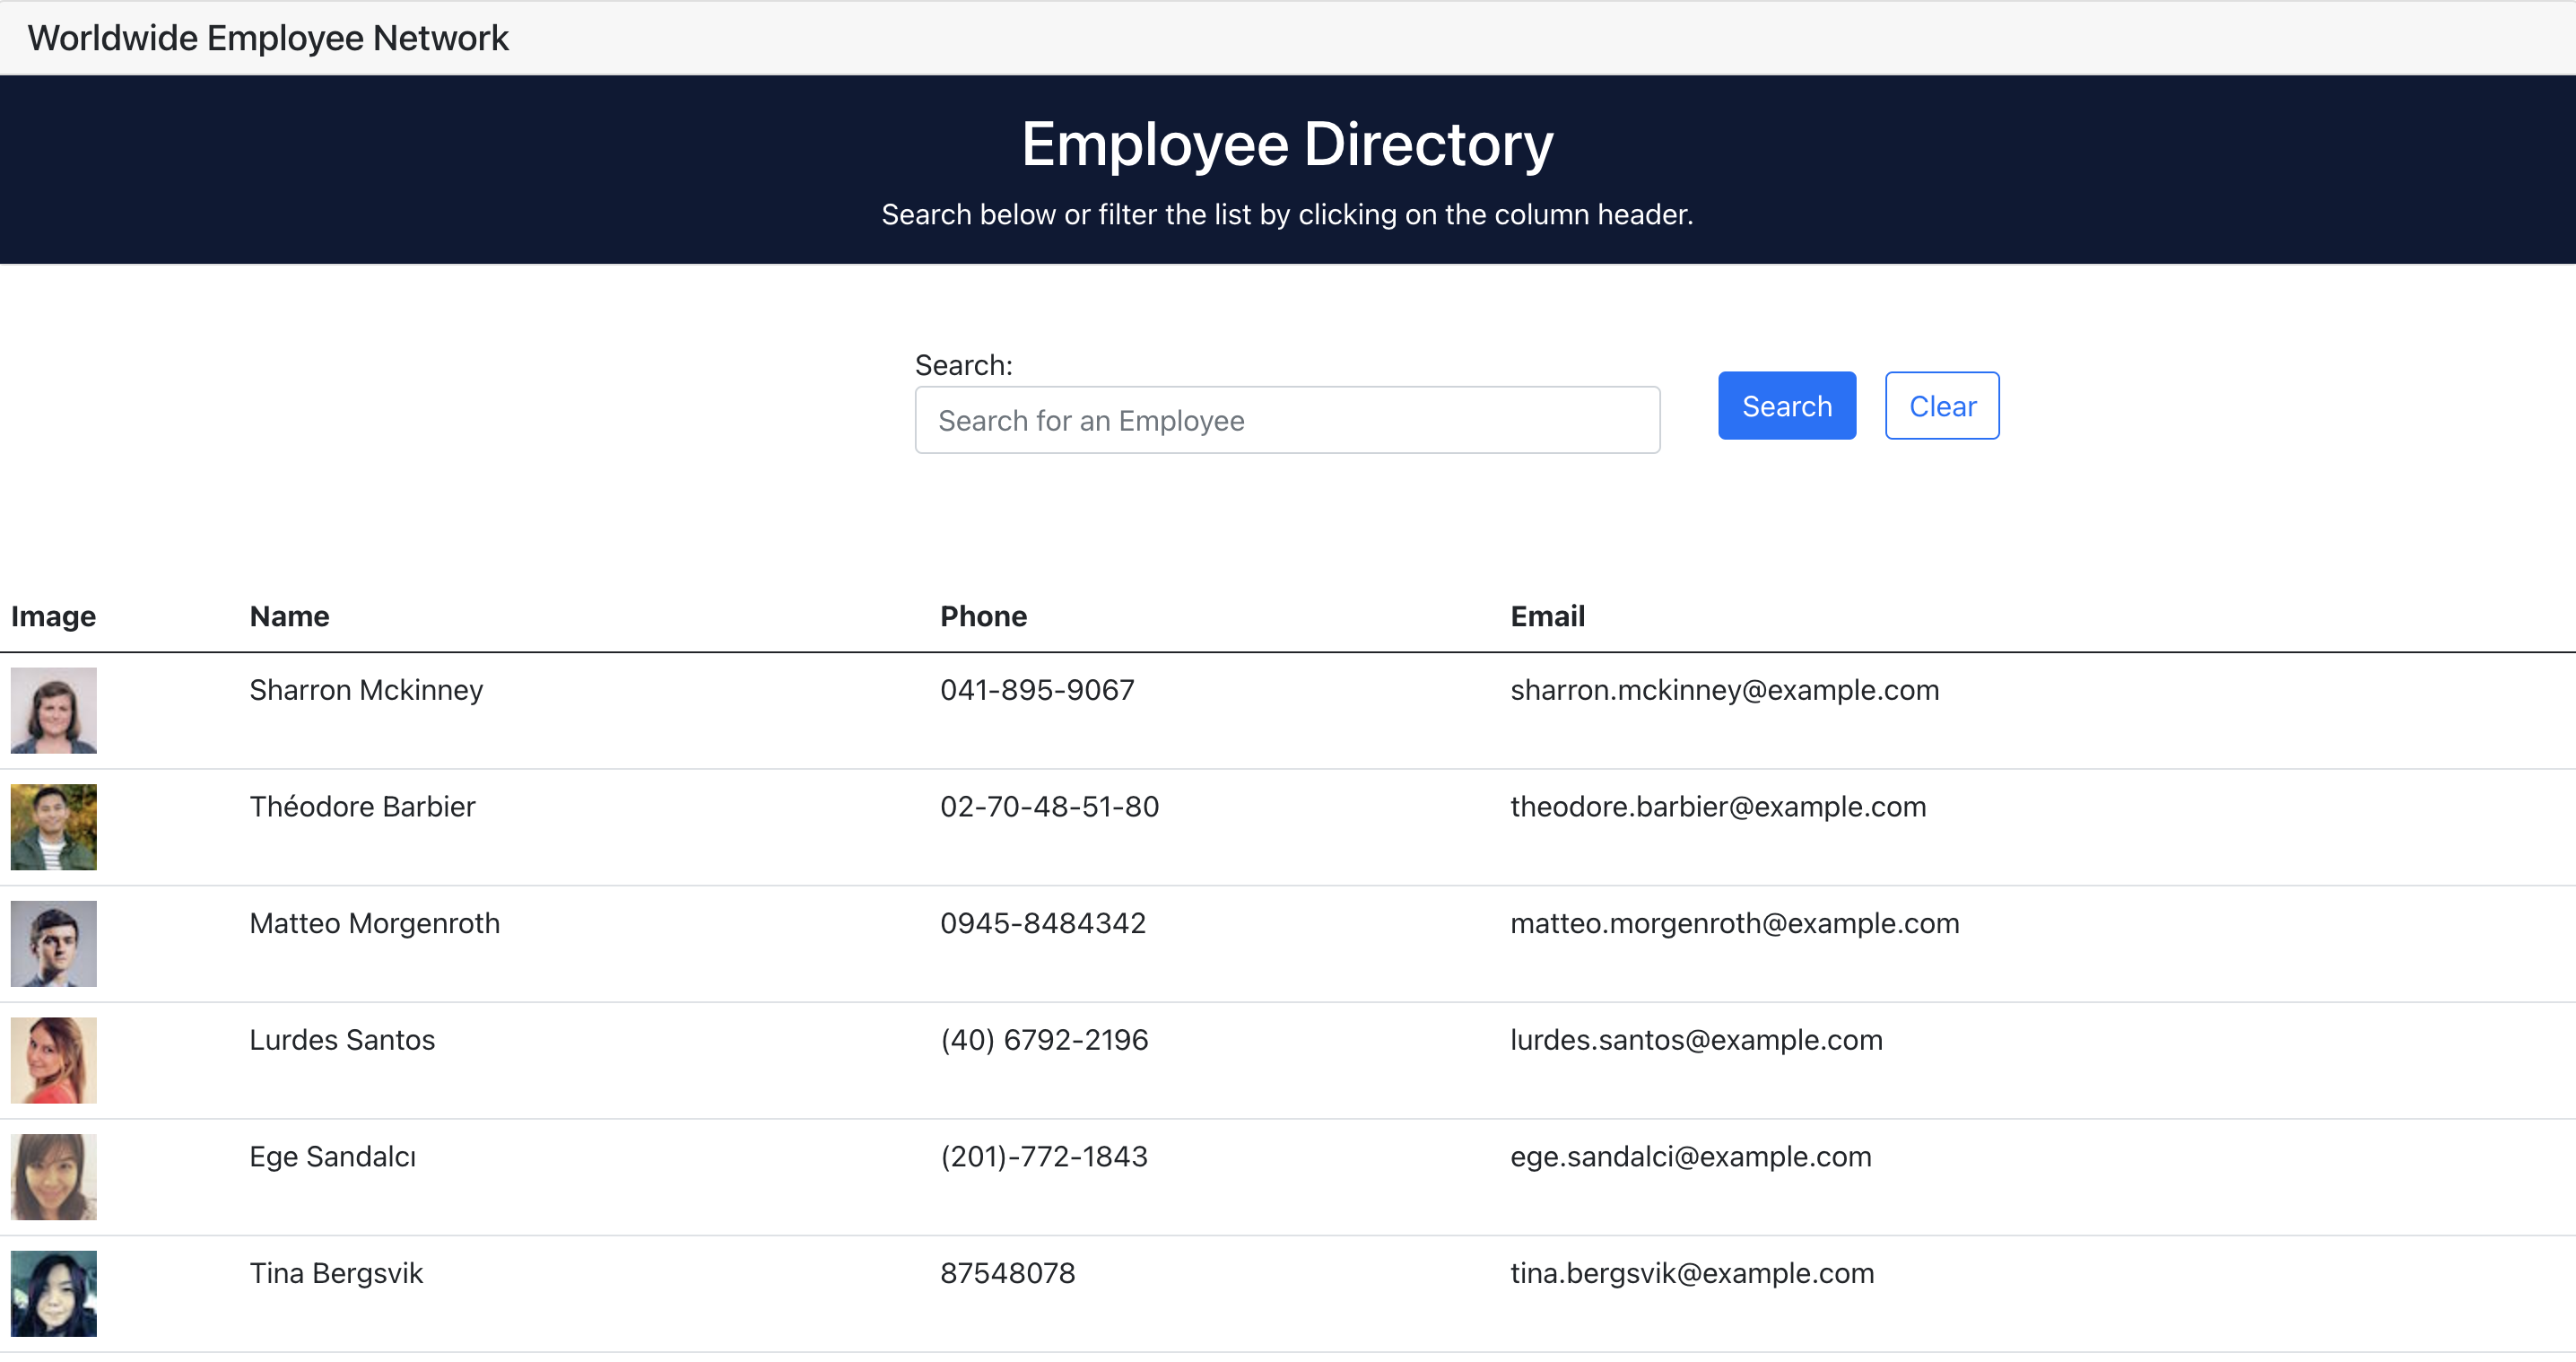 Worldwide Employee Network
Employee Directory
Search below or filter the list by clicking on the column header.
Search:
Search for an Employee
Search
Clear
Image Name Phone Email
Sharron Mckinney 041-895-9067 sharron.mckinney@example.com
Théodore Barbier 02-70-48-51-80 theodore.barbier@example.com
Matteo Morgenroth 0945-8484342 matteo.morgenroth@example.com
Lurdes Santos (40) 6792-2196 lurdes.santos@example.com
Ege Sandalcı (201)-772-1843 ege.sandalci@example.com
Tina Bergsvik 87548078 tina.bergsvik@example.com